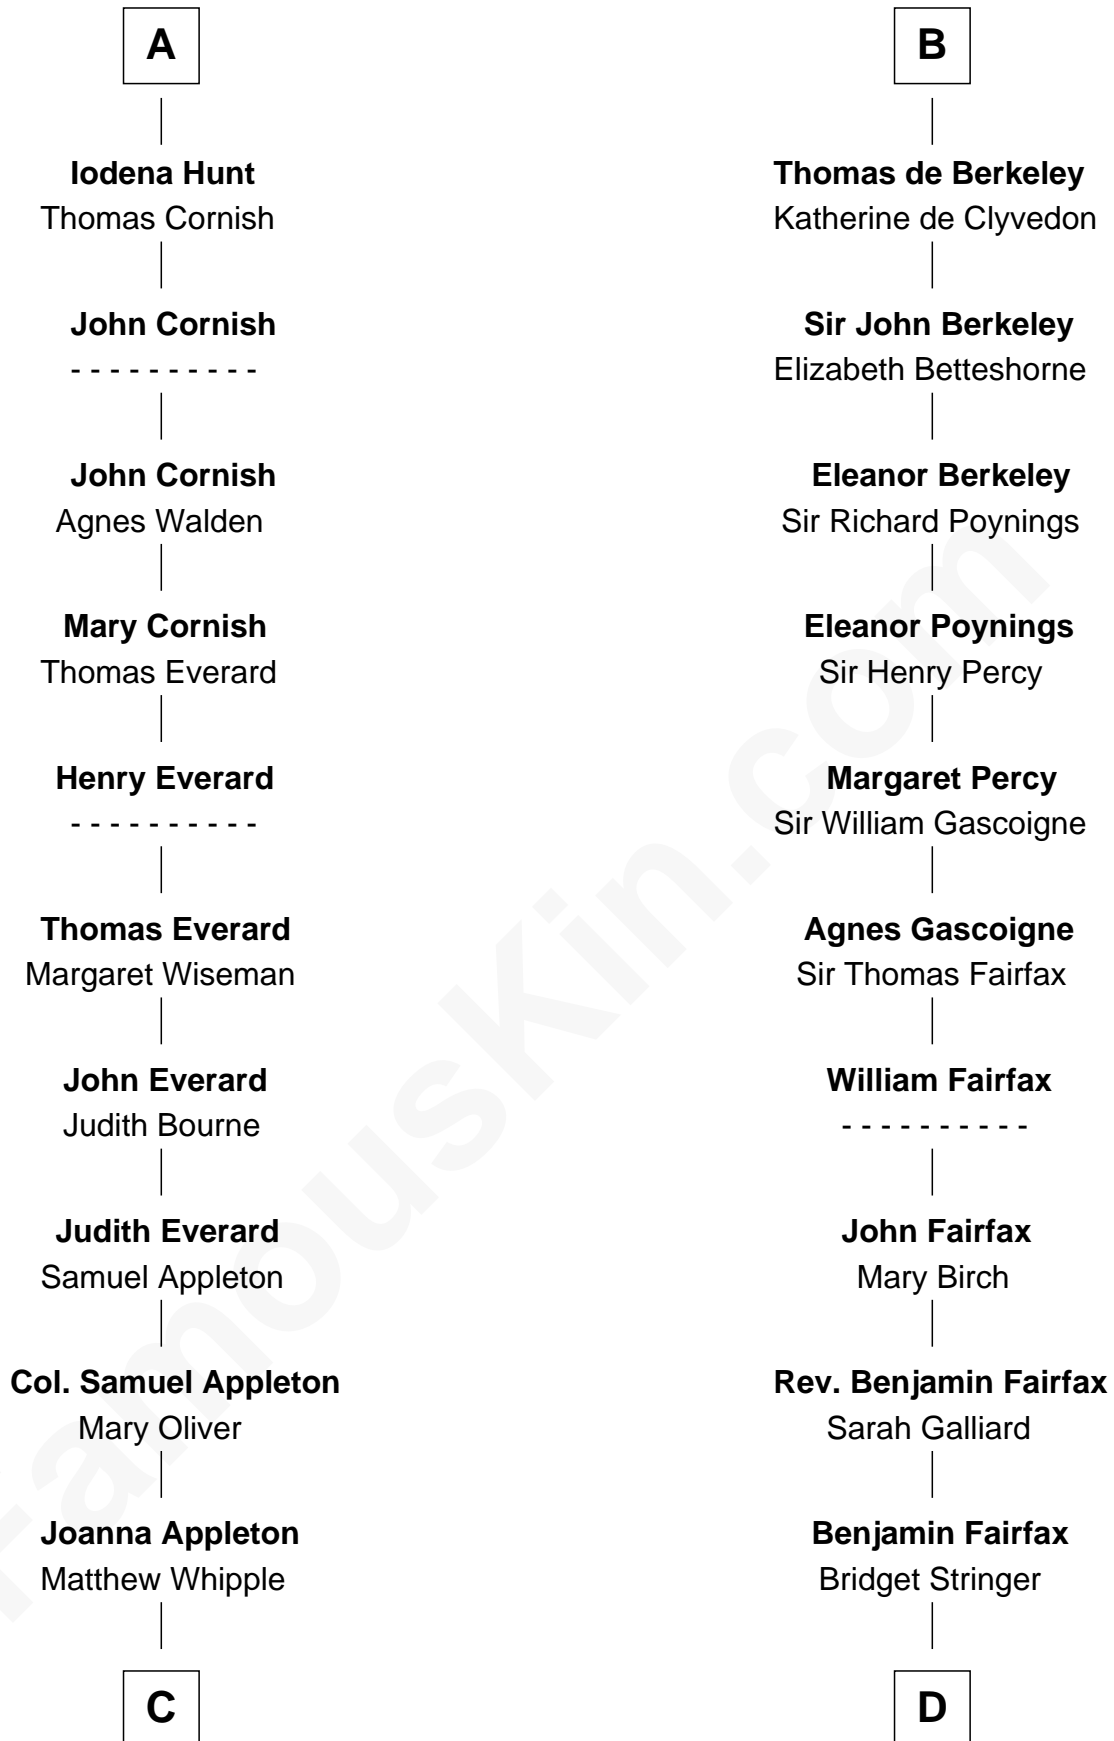 A
Iodena Hunt
Thomas Cornish
John Cornish
- - - - - - - - - -
John Cornish
Agnes Walden
Mary Cornish
Thomas Everard
Henry Everard
- - - - - - - - - -
Thomas Everard
Margaret Wiseman
John Everard
Judith Bourne
Judith Everard
Samuel Appleton
Col. Samuel Appleton
Mary Oliver
Joanna Appleton
Matthew Whipple
C
B
Thomas de Berkeley
Katherine de Clyvedon
Sir John Berkeley
Elizabeth Betteshorne
Eleanor Berkeley
Sir Richard Poynings
Eleanor Poynings
Sir Henry Percy
Margaret Percy
Sir William Gascoigne
Agnes Gascoigne
Sir Thomas Fairfax
William Fairfax
- - - - - - - - - -
John Fairfax
Mary Birch
Rev. Benjamin Fairfax
Sarah Galliard
Benjamin Fairfax
Bridget Stringer
D
FamousKin.com